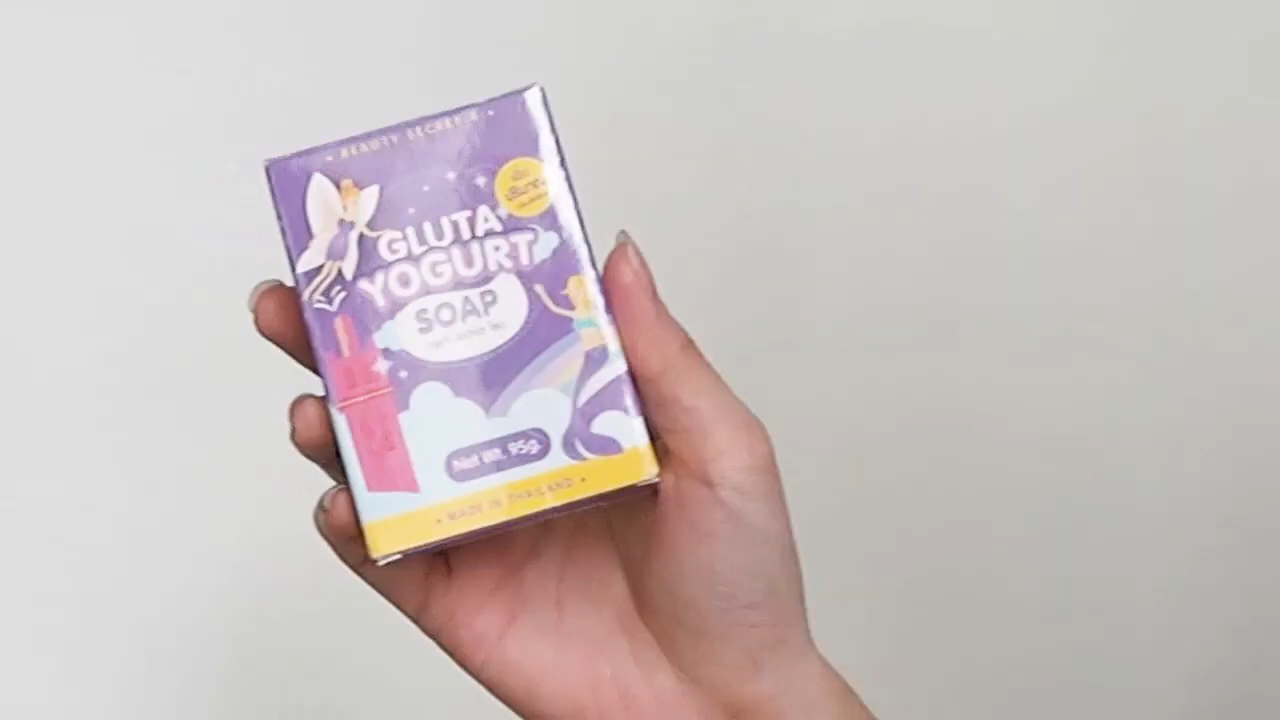 • BEAUTY SECRET'S •
GLUTA
YOGURT
SOAP
Net Wt. 95g.
• MADE IN THAILAND •